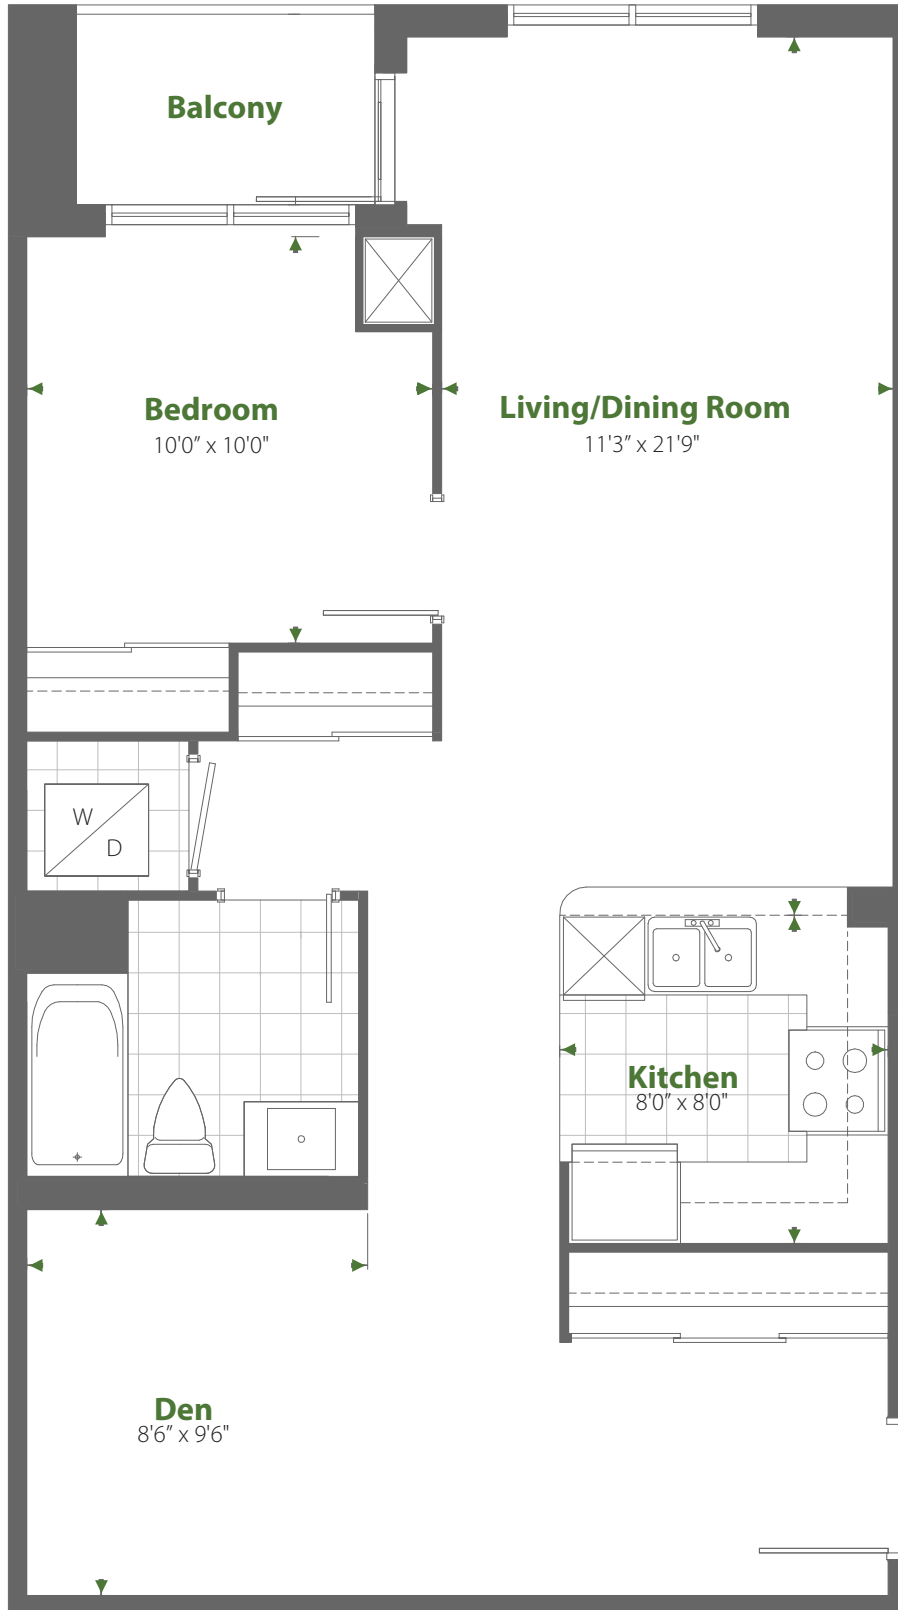 Balcony
Bedroom
10'0" x 10'0"
Living/Dining Room
11'3" x 21'9"
W
D
Kitchen
8'0" x 8'0"
Den
8'6" x 9'6"